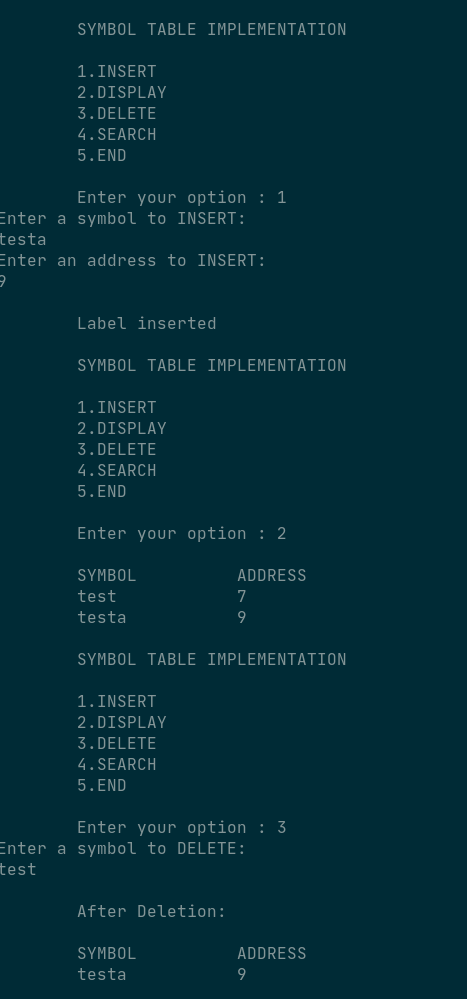 SYMBOL TABLE IMPLEMENTATION
1.INSERT
2.DISPLAY
3.DELETE
4.SEARCH
5.END
Enter your option : 1
Enter a symbol to INSERT:
testa
Enter an address to INSERT:
9
Label inserted
SYMBOL TABLE IMPLEMENTATION
1.INSERT
2.DISPLAY
3.DELETE
4.SEARCH
5.END
Enter your option : 2
SYMBOL ADDRESS
test 7
testa 9
SYMBOL TABLE IMPLEMENTATION
1.INSERT
2.DISPLAY
3.DELETE
4.SEARCH
5.END
Enter your option : 3
Enter a symbol to DELETE:
test
After Deletion:
SYMBOL ADDRESS
testa 9